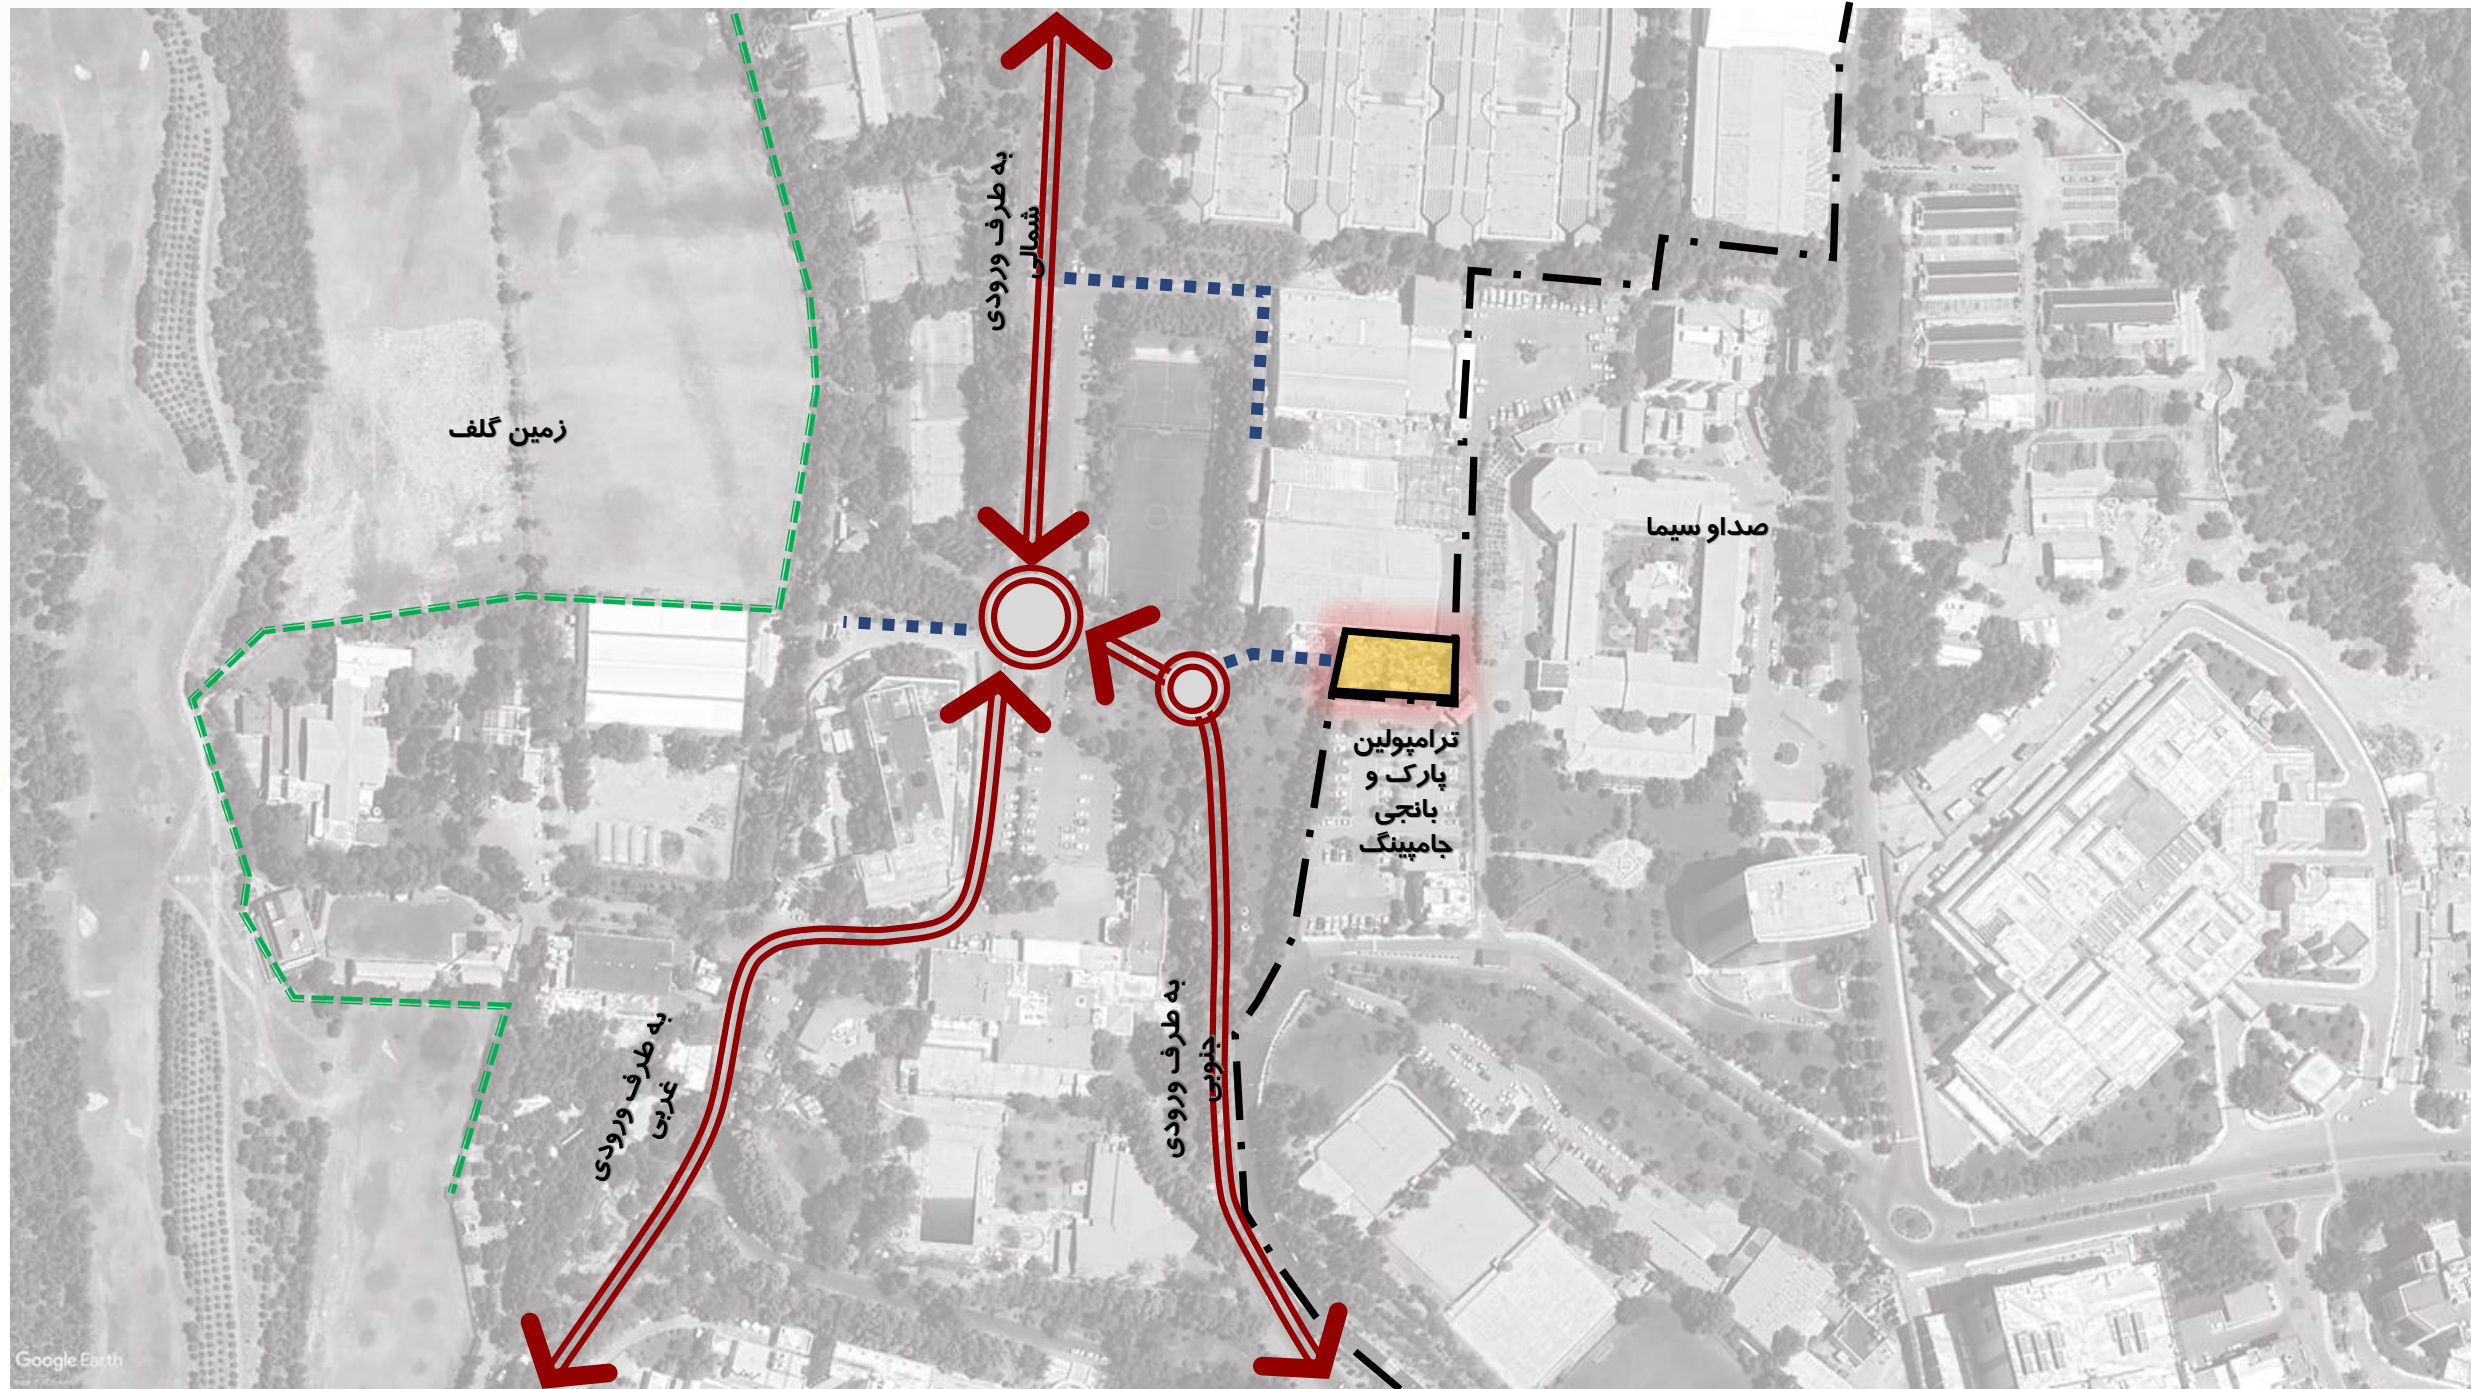 به طرف ورودی
شمالی
زمین گلف
صداو سیما
ترامپولین
پارک و
بانجی
جامپینگ
به طرف ورودی
غربی
به طرف ورودی
جنوبی
Google Earth